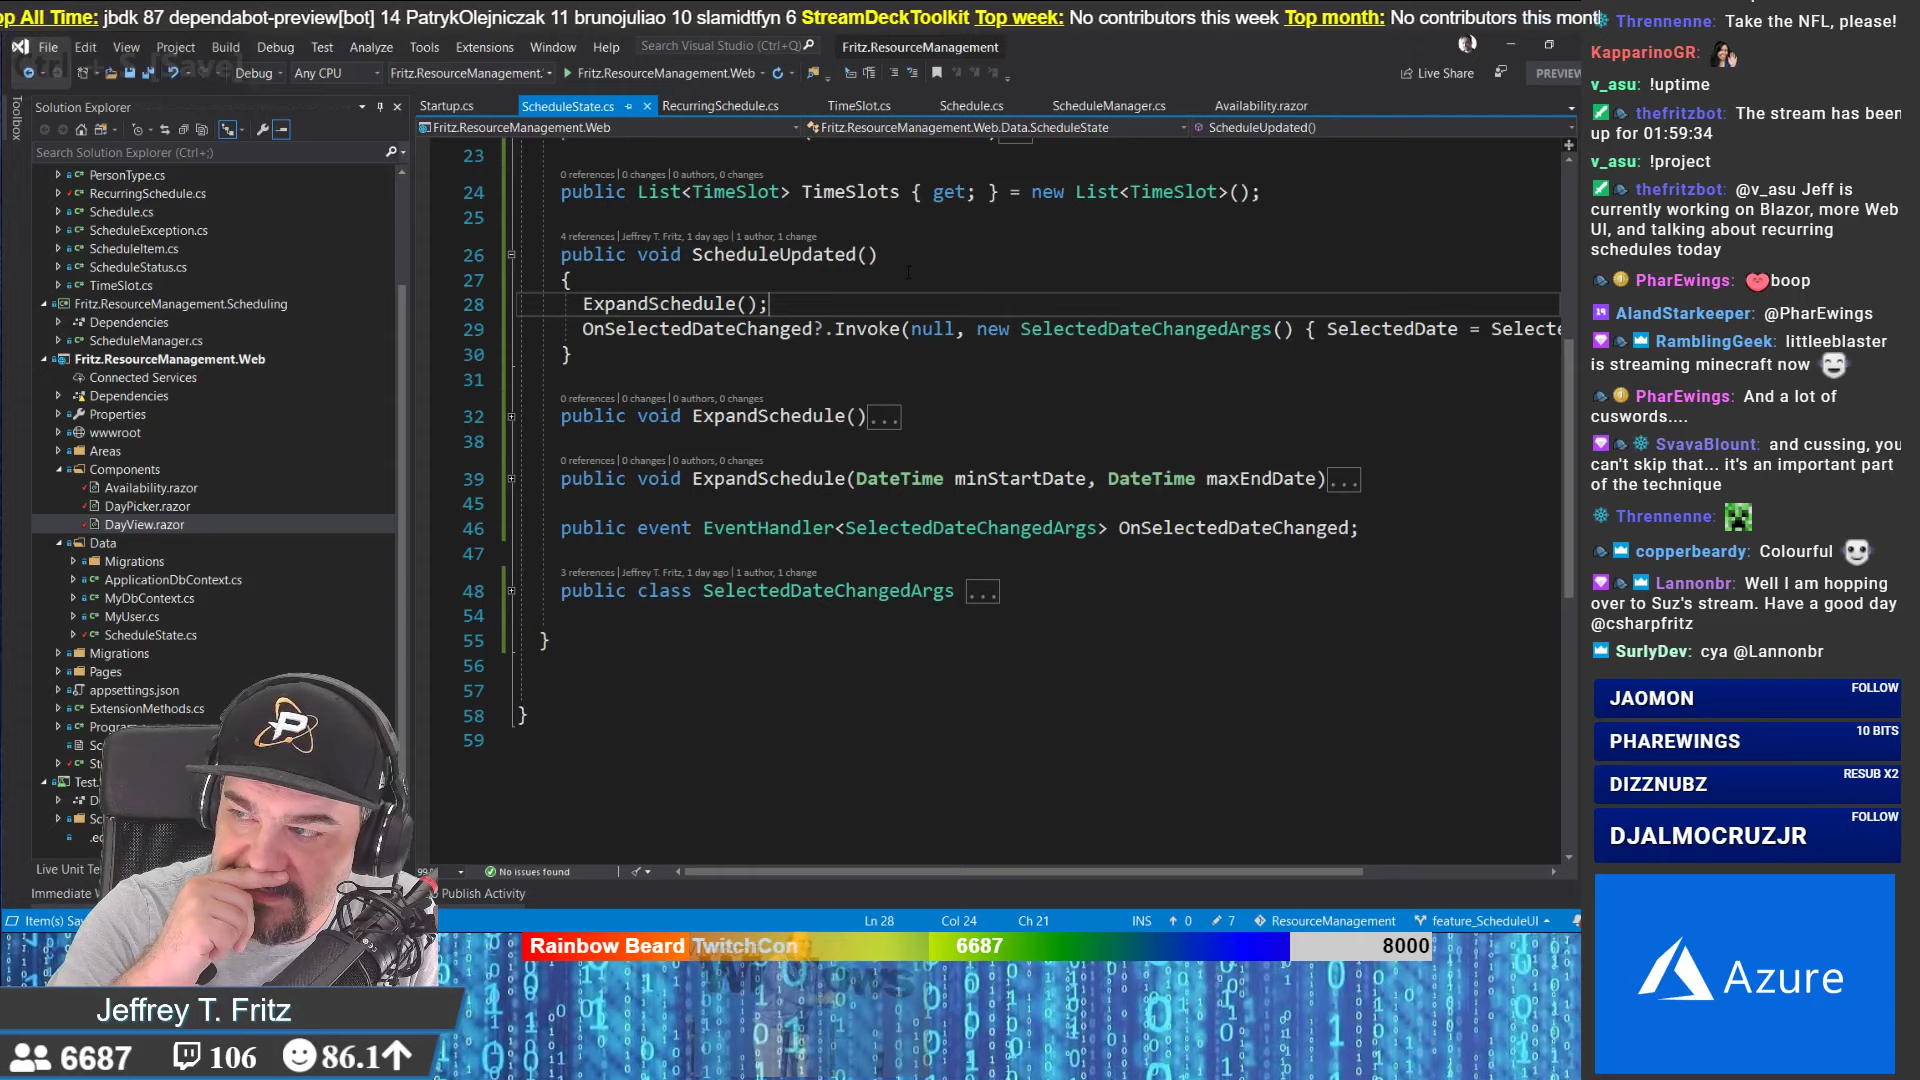 op All Time: jbdk 87 dependabot-preview[bot] 14 PatrykOlejniczak 11 brunojuliao 10 slamidtfyn 6 StreamDeckToolkit Top week: No contributors this week Top month: No contributors this mont
File Edit View Project Build Debug Test Analyze Tools Extensions Window Help Search Visual Studio (Ctrl+Q) Fritz.ResourceManagement
Debug Any CPU Fritz.ResourceManagement. Fritz.ResourceManagement.Web Live Share PREVIEW
Toolbox
Solution Explorer
Search Solution Explorer (Ctrl+;)
PersonType.cs
RecurringSchedule.cs
Schedule.cs
ScheduleException.cs
ScheduleItem.cs
ScheduleStatus.cs
TimeSlot.cs
Fritz.ResourceManagement.Scheduling
Dependencies
ScheduleManager.cs
Fritz.ResourceManagement.Web
Connected Services
Dependencies
Properties
wwwroot
Areas
Components
Availability.razor
DayPicker.razor
DayView.razor
Data
Migrations
ApplicationDbContext.cs
MyDbContext.cs
MyUser.cs
ScheduleState.cs
Migrations
Pages
appsettings.json
ExtensionMethods.cs
Progr
Sc
St
Test.
D
Sch
.ec
Live Unit Te
Immediate W
Startup.cs ScheduleState.cs RecurringSchedule.cs TimeSlot.cs Schedule.cs ScheduleManager.cs Availability.razor
Fritz.ResourceManagement.Web Fritz.ResourceManagement.Web.Data.ScheduleState ScheduleUpdated()
23
0 references | 0 changes | 0 authors, 0 changes
24 public List<TimeSlot> TimeSlots { get; } = new List<TimeSlot>();
25
4 references | Jeffrey T. Fritz, 1 day ago | 1 author, 1 change
26 public void ScheduleUpdated()
27 {
28 ExpandSchedule();
29 OnSelectedDateChanged?.Invoke(null, new SelectedDateChangedArgs() { SelectedDate = Selecte
30 }
31
0 references | 0 changes | 0 authors, 0 changes
32 public void ExpandSchedule()...
38
0 references | 0 changes | 0 authors, 0 changes
39 public void ExpandSchedule(DateTime minStartDate, DateTime maxEndDate)...
45
46 public event EventHandler<SelectedDateChangedArgs> OnSelectedDateChanged;
47
3 references | Jeffrey T. Fritz, 1 day ago | 1 author, 1 change
48 public class SelectedDateChangedArgs ...
54
55 }
56
57
58 }
59
No issues found
Publish Activity
Item(s) Sav Ln 28 Col 24 Ch 21 INS 0 7 ResourceManagement feature_ScheduleUI
Rainbow Beard TwitchCon 6687 8000
Jeffrey T. Fritz
6687 106 86.1
Thrennenne: Take the NFL, please!
KapparinoGR:
v_asu: !uptime
thefritzbot: The stream has been
up for 01:59:34
v_asu: !project
thefritzbot: @v_asu Jeff is
currently working on Blazor, more Web
UI, and talking about recurring
schedules today
PharEwings: boop
AlandStarkeeper: @PharEwings
RamblingGeek: littleeblaster
is streaming minecraft now
PharEwings: And a lot of
cuswords....
SvavaBlount: and cussing, you
can't skip that... it's an important part
of the technique
Thrennenne:
copperbeardy: Colourful
Lannonbr: Well I am hopping
over to Suz's stream. Have a good day
@csharpfritz
SurlyDev: cya @Lannonbr
JAOMON FOLLOW
PHAREWINGS 10 BITS
DIZZNUBZ RESUB X2
DJALMOCRUZJR FOLLOW
Azure